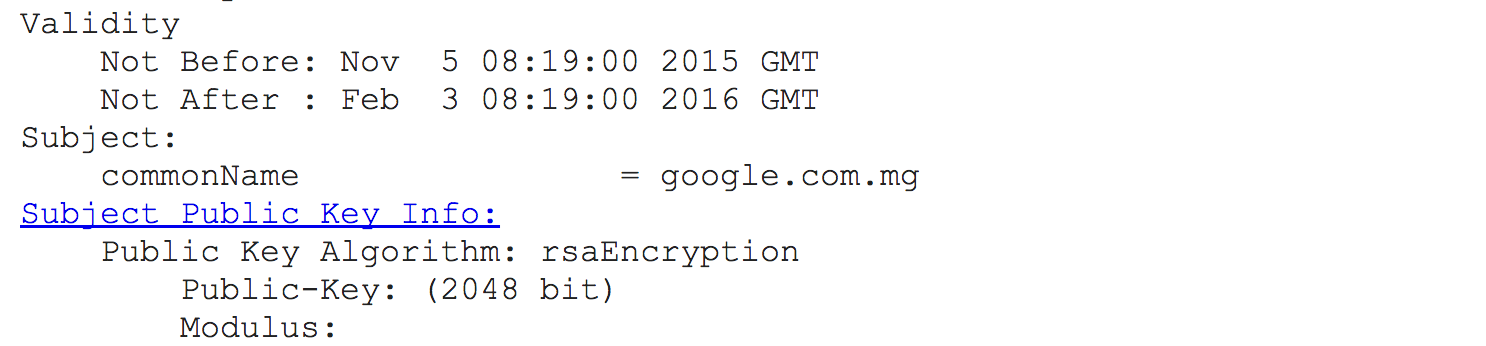 Validity
Not Before: Nov  5 08:19:00 2015 GMT
Not After : Feb  3 08:19:00 2016 GMT
Subject:
commonName                = google.com.mg
Subject Public Key Info:
Public Key Algorithm: rsaEncryption
Public-Key: (2048 bit)
Modulus: